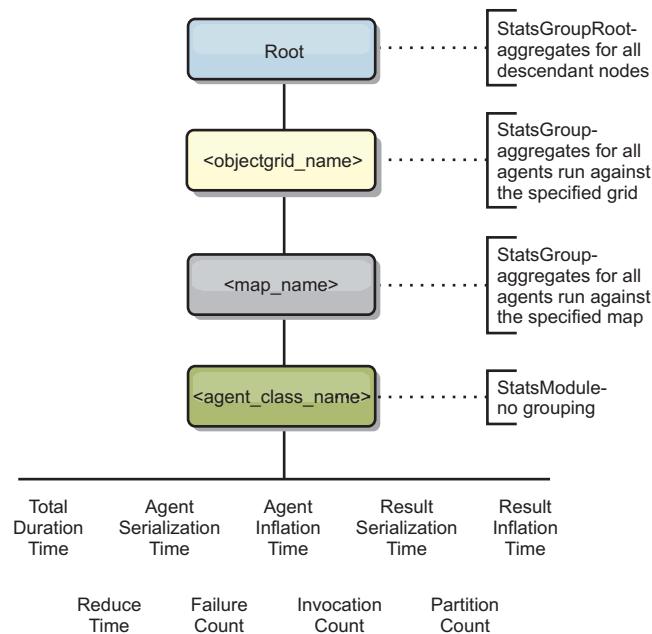 Root
StatsGroupRoot-
aggregates for all
descendant nodes
<objectgrid_name>
StatsGroup-
aggregates for all
agents run against
the specified grid
<map_name>
StatsGroup-
aggregates for all
agents run against
the specified map
<agent_class_name>
StatsModule-
no grouping
Total
Duration
Time
Agent
Serialization
Time
Agent
Inflation
Time
Result
Serialization
Time
Result
Inflation
Time
Reduce
Time
Failure
Count
Invocation
Count
Partition
Count